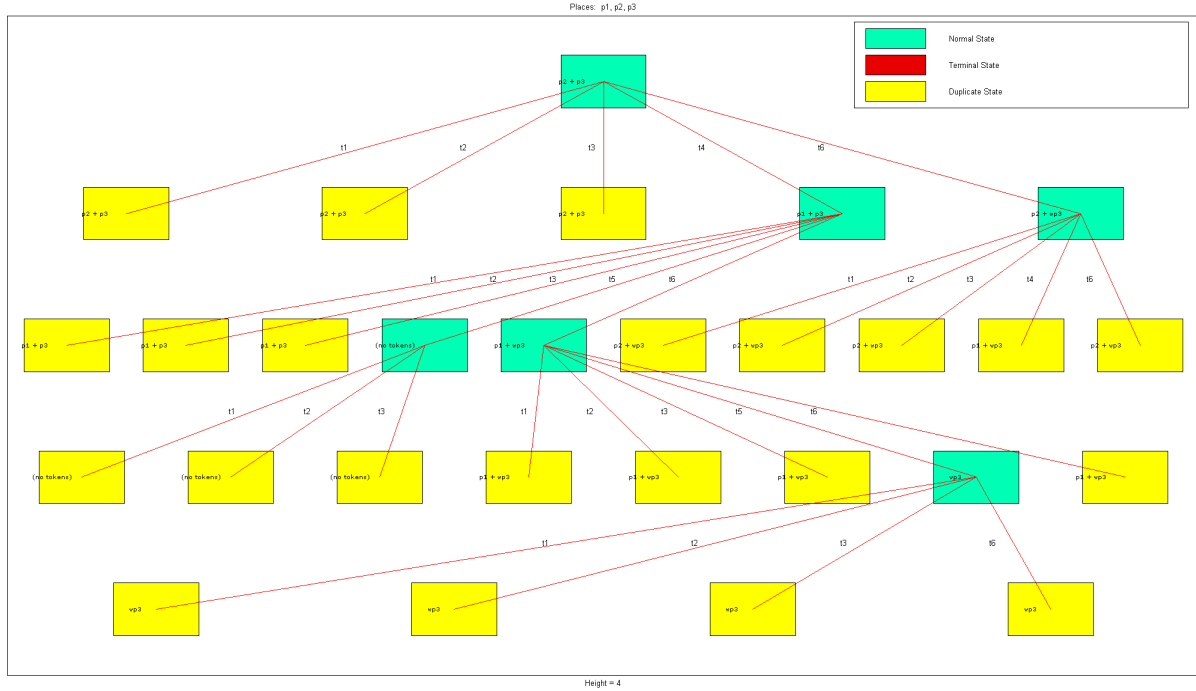 Places: p1, p2, p3
Normal State
Terminal State
Duplicate State
p2 + p3
t1 t2 t3 t4 t6
p2 + p3 p2 + p3 p2 + p3 p1 + p3 p2 + wp3
t1 t2 t3 t5 t6 t1 t2 t3 t4 t6
p1 + p3 p1 + p3 p1 + p3 (no tokens) p1 + wp3 p2 + wp3 p2 + wp3 p2 + wp3 p1 + wp3 p2 + wp3
t1 t2 t3 t1 t2 t3 t5 t6
(no tokens) (no tokens) (no tokens) p1 + wp3 p1 + wp3 p1 + wp3 wp3 p1 + wp3
t1 t2 t3 t6
wp3 wp3 wp3 wp3
Height = 4